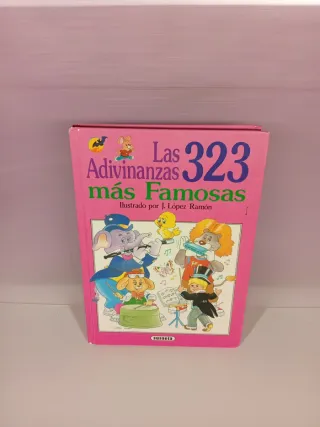 Las
Adivinanzas 323
más Famosas
Ilustrado por J. López Ramón
SUSAETA